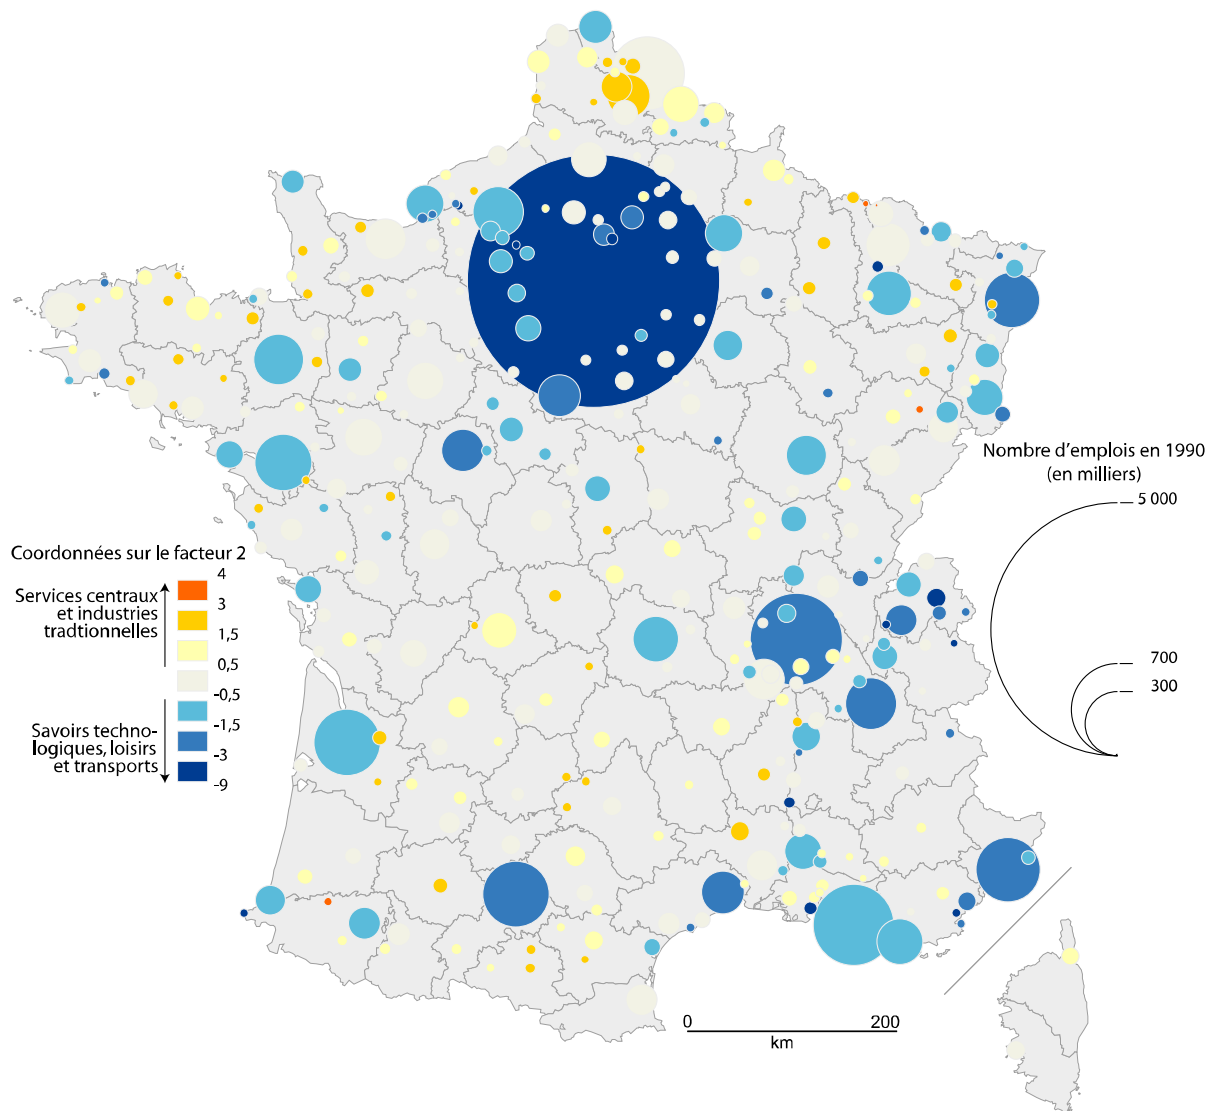 Nombre d’emplois en 1990
(en milliers)
5 000
700
300
Coordonnées sur le facteur 2
Services centraux
et industries
tradtionnelles
Savoirs techno-
logiques, loisirs
et transports
4
3
1,5
0,5
-0,5
-1,5
-3
-9
0
200
km